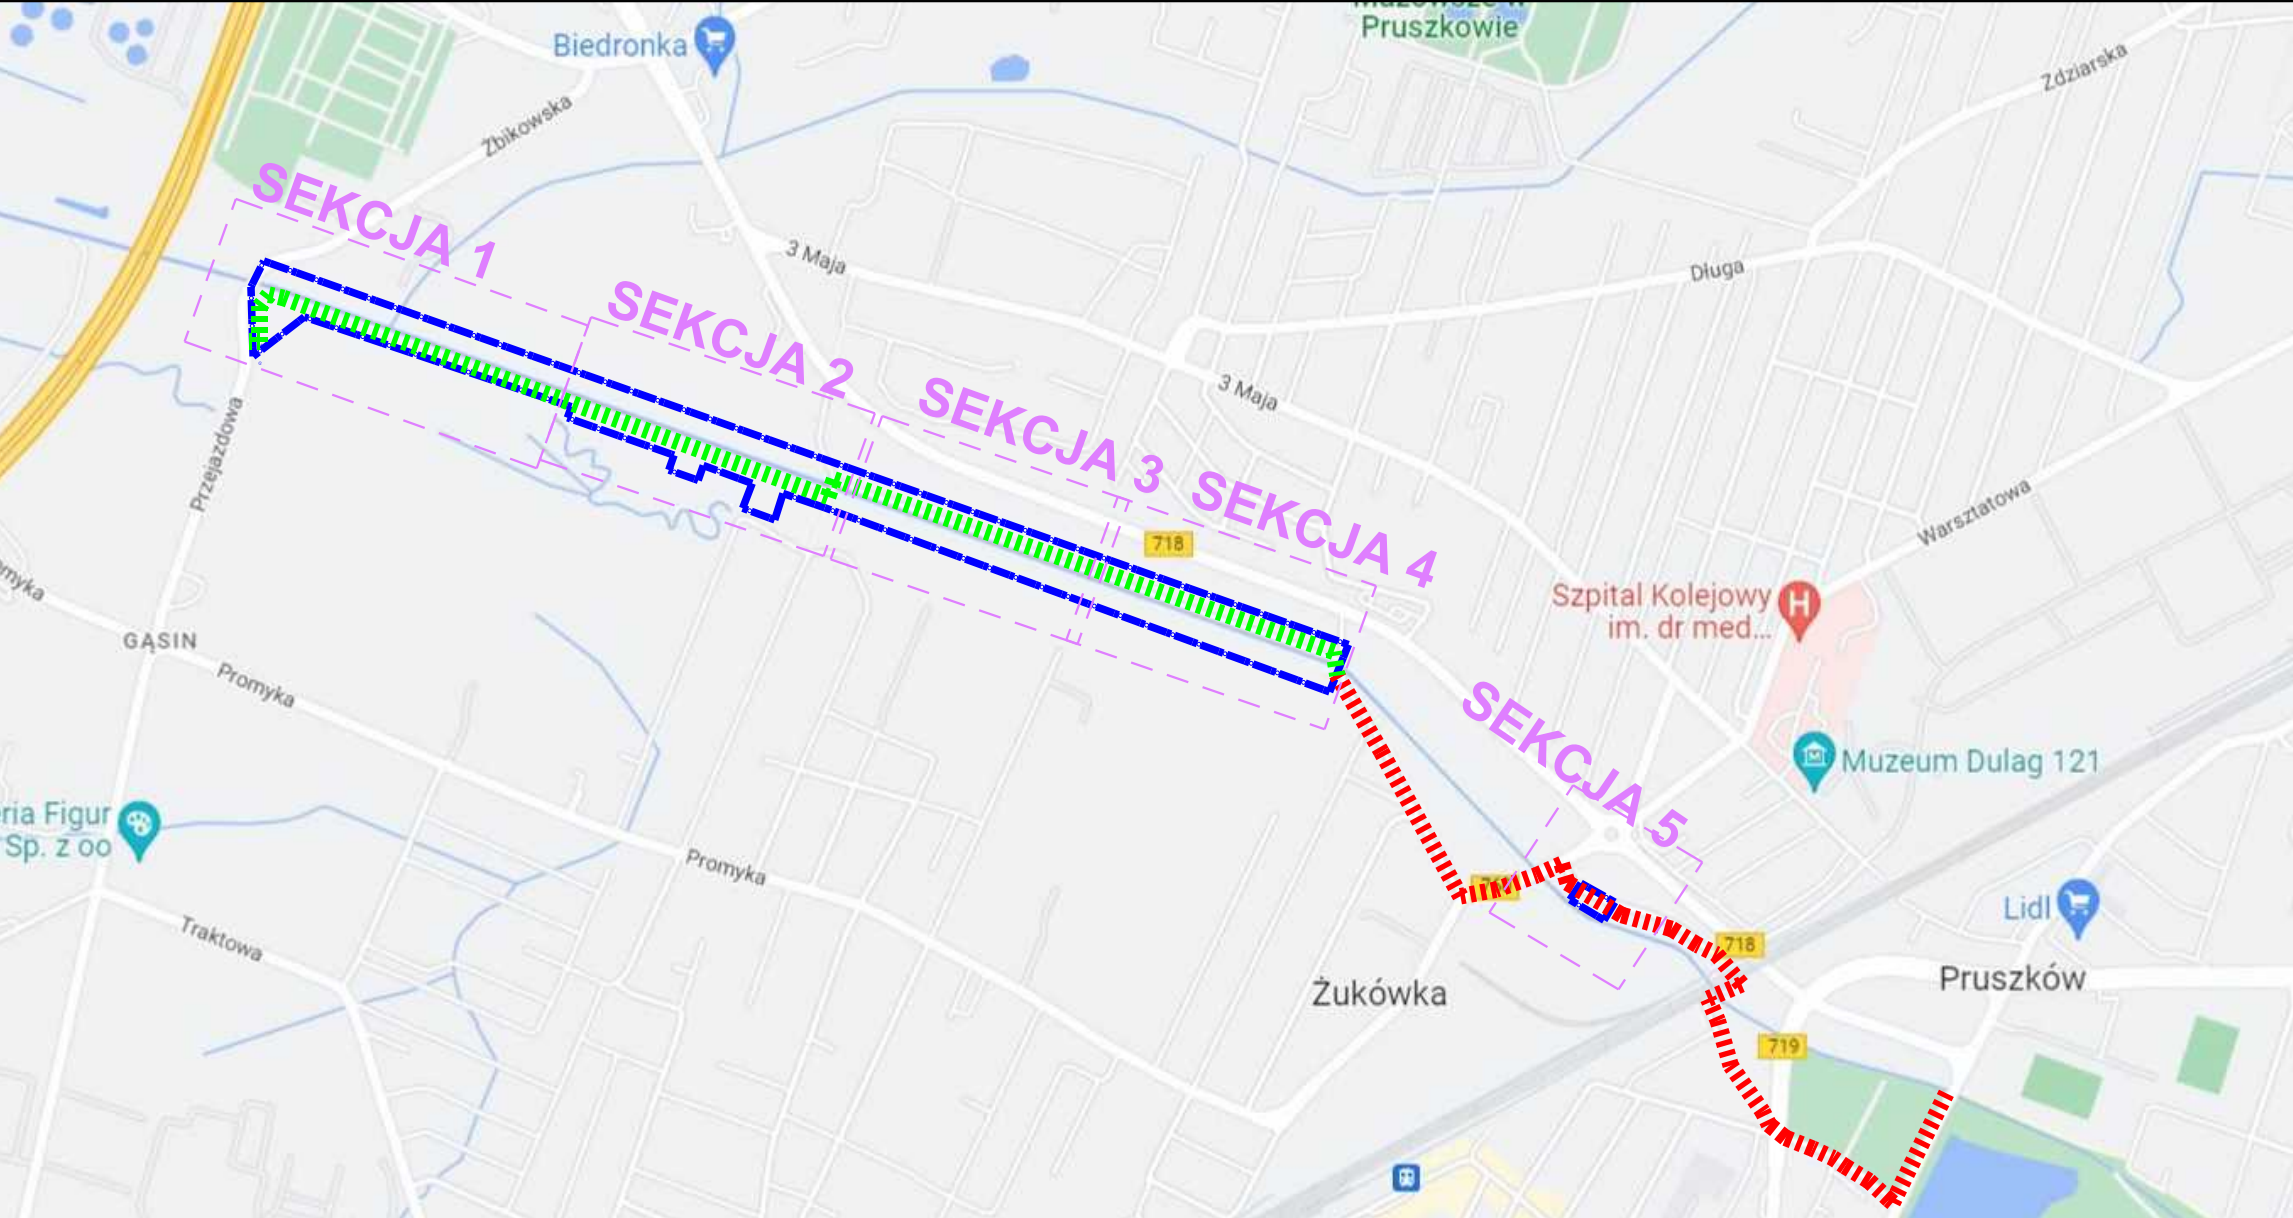 Pruszkowie
Biedronka
Zdziarska
Żbikowska
SEKCJA 1
3 Maja
Długa
SEKCJA 2
3 Maja
SEKCJA 3
SEKCJA 4
Przejazdowa
718
Warsztatowa
Szpital Kolejowy
im. dr med...
GĄSIN
Promyka
SEKCJA 5
Muzeum Dulag 121
ria Figur
Sp. z oo
Promyka
Lidl
Traktowa
718
Pruszków
Żukówka
719